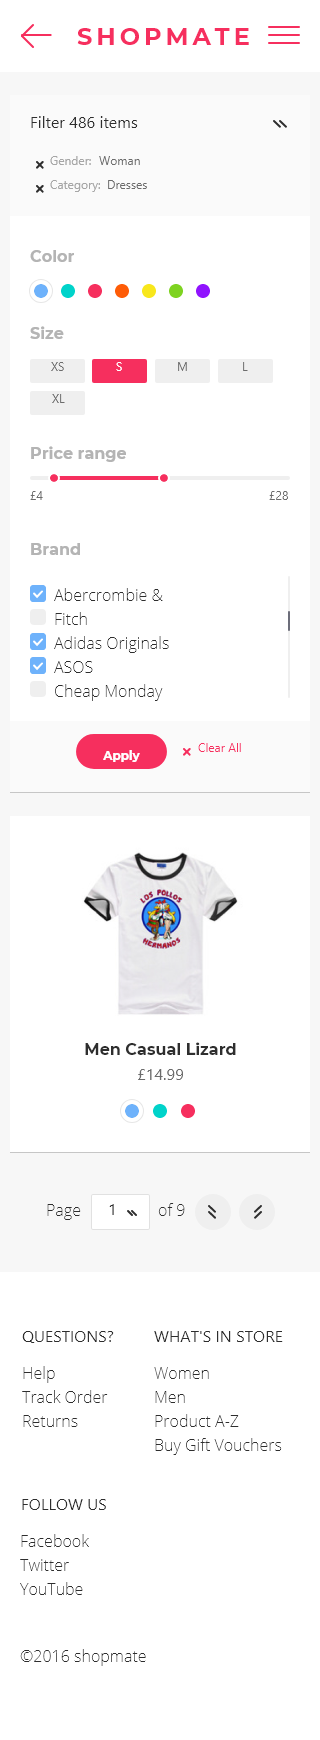 SHOPMATE
Filter 486 items
Gender: Woman
Category: Dresses
Color
Size
XS S M L
XL
Price range
£4 £28
Brand
Abercrombie &
Fitch
Adidas Originals
ASOS
Cheap Monday
Apply Clear All
LOS POLLOS
HERMANOS
Men Casual Lizard
£14.99
Page 1 of 9
QUESTIONS?
Help
Track Order
Returns
WHAT'S IN STORE
Women
Men
Product A-Z
Buy Gift Vouchers
FOLLOW US
Facebook
Twitter
YouTube
©2016 shopmate